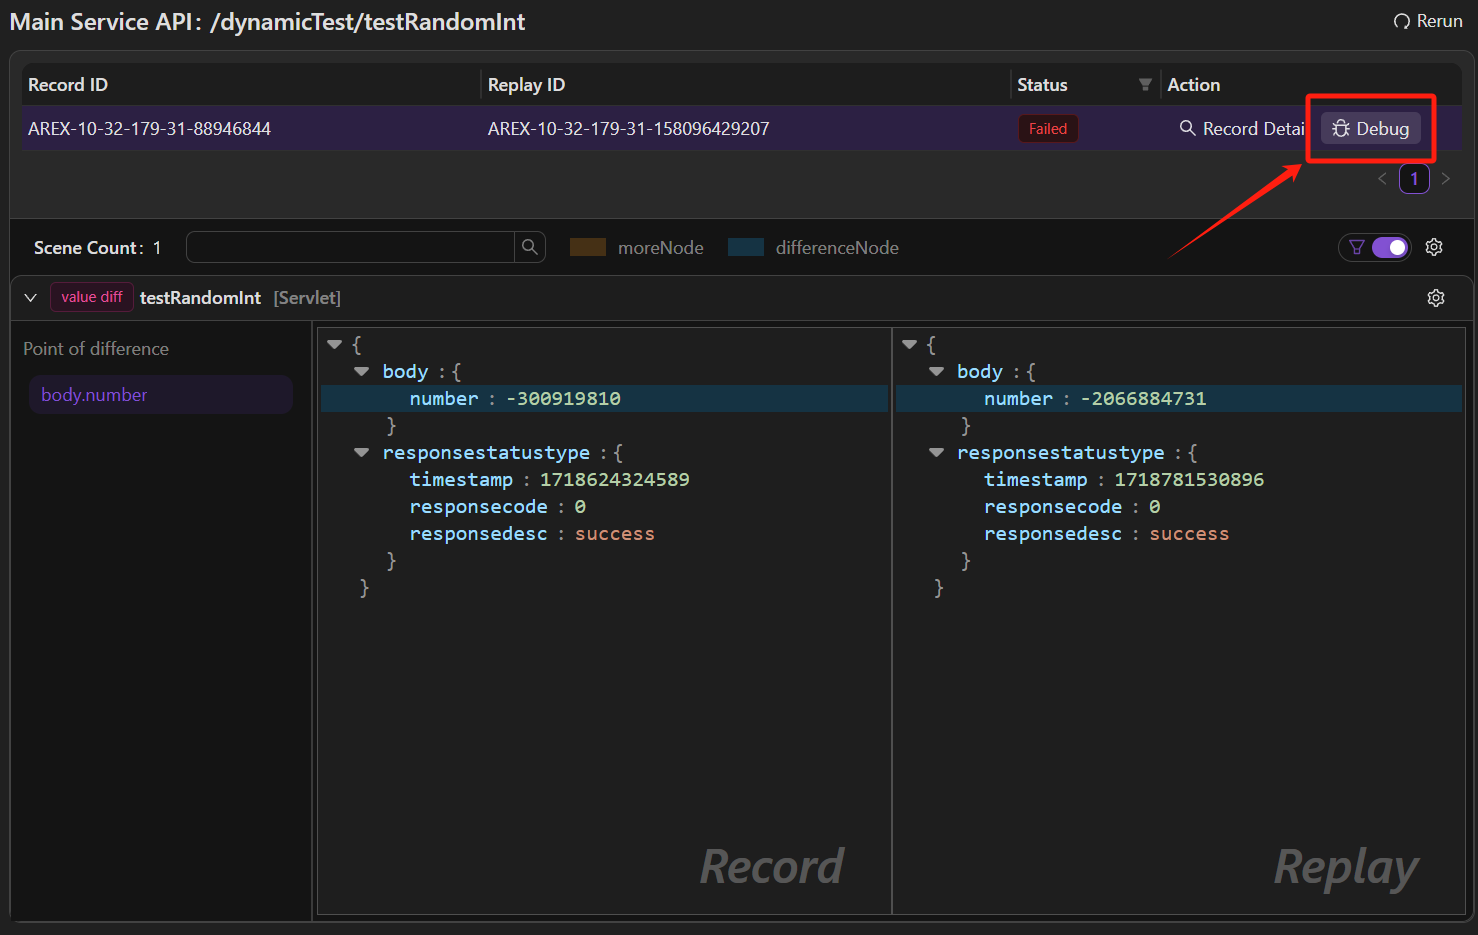 Main Service API: /dynamicTest/testRandomInt
Rerun
Record ID Replay ID Status Action
AREX-10-32-179-31-88946844 AREX-10-32-179-31-158096429207 Failed Record Detai Debug
1
Scene Count: 1 moreNode differenceNode
value diff testRandomInt [Servlet]
Point of difference
body.number
{
body :{
number : -300919810
}
responsestatustype :{
timestamp : 1718624324589
responsecode : 0
responsedesc : success
}
}
Record
{
body :{
number : -2066884731
}
responsestatustype :{
timestamp : 1718781530896
responsecode : 0
responsedesc : success
}
}
Replay